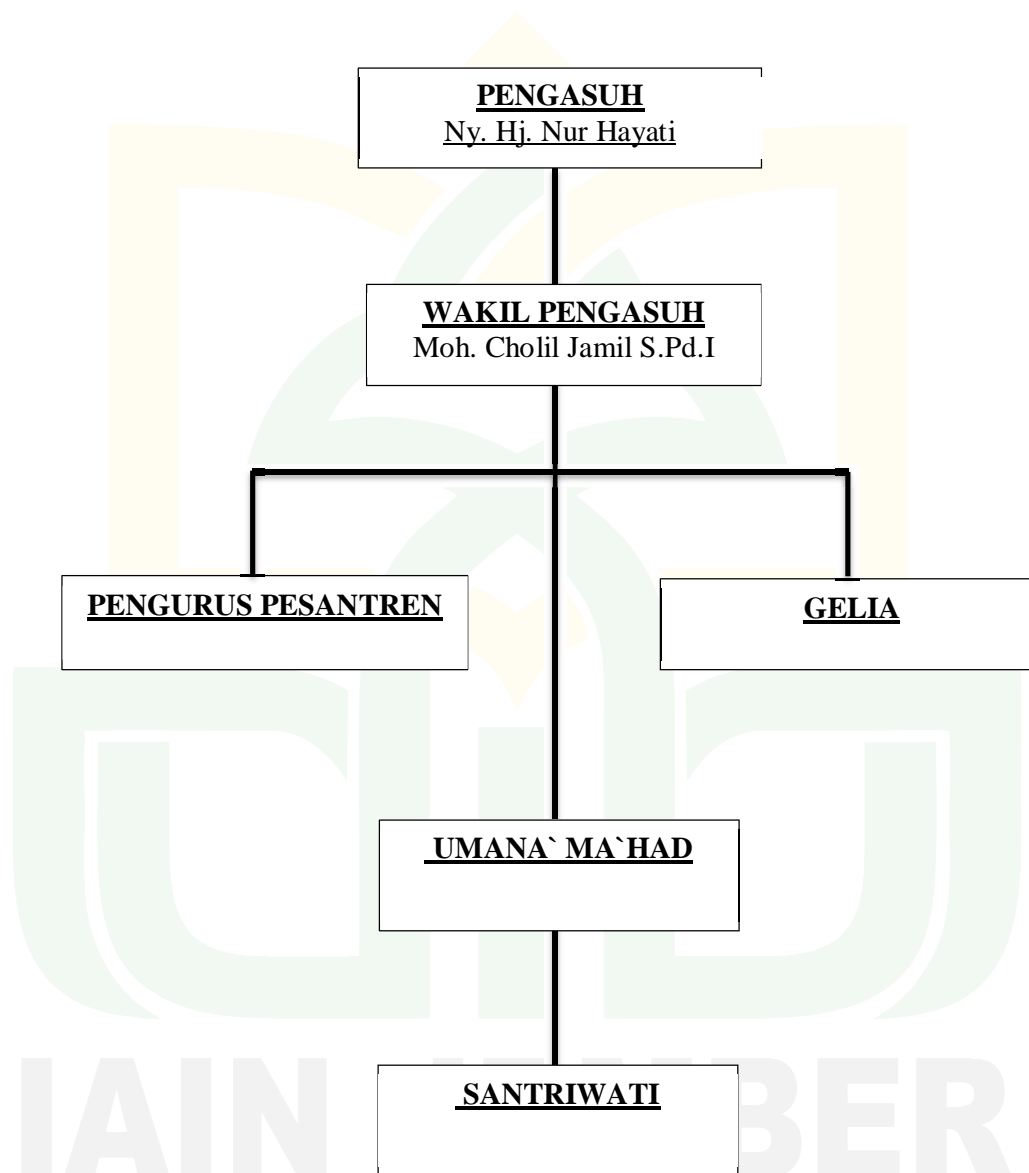 PENGASUH
Ny. Hj. Nur Hayati
WAKIL PENGASUH
Moh. Cholil Jamil S.Pd.I
PENGURUS PESANTREN
GELIA
UMANA` MA`HAD
SANTRIWATI
IAIN JEMBER